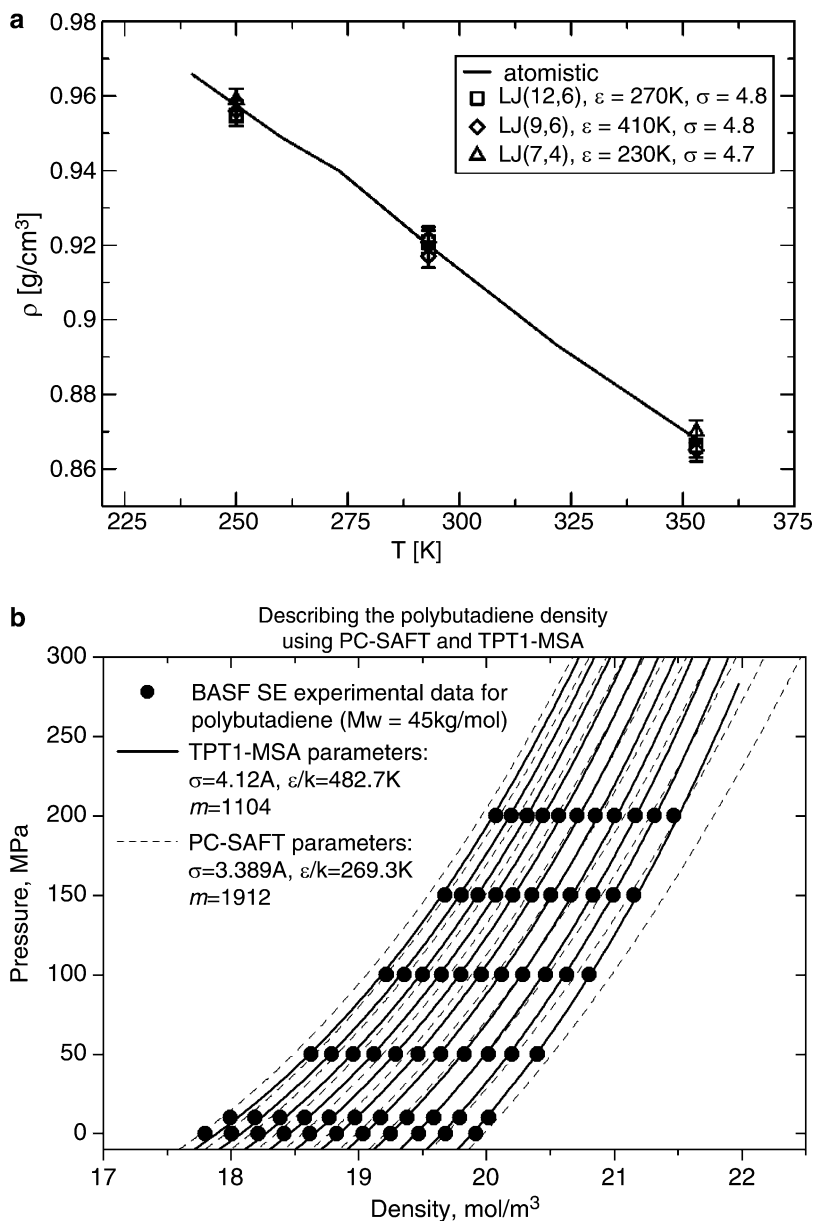 a
0.98
0.96
0.94
0.92
0.9
0.88
0.86
ρ [g/cm³]
atomistic
LJ(12,6), ε = 270K, σ = 4.8
LJ(9,6), ε = 410K, σ = 4.8
LJ(7,4), ε = 230K, σ = 4.7
225 250 275 300 325 350 375
T [K]
b
Describing the polybutadiene density
using PC-SAFT and TPT1-MSA
300
250
200
150
100
50
0
Pressure, MPa
BASF SE experimental data for
polybutadiene (Mw = 45kg/mol)
TPT1-MSA parameters:
σ=4.12A, ε/k=482.7K
m=1104
PC-SAFT parameters:
σ=3.389A, ε/k=269.3K
m=1912
17 18 19 20 21 22
Density, mol/m³